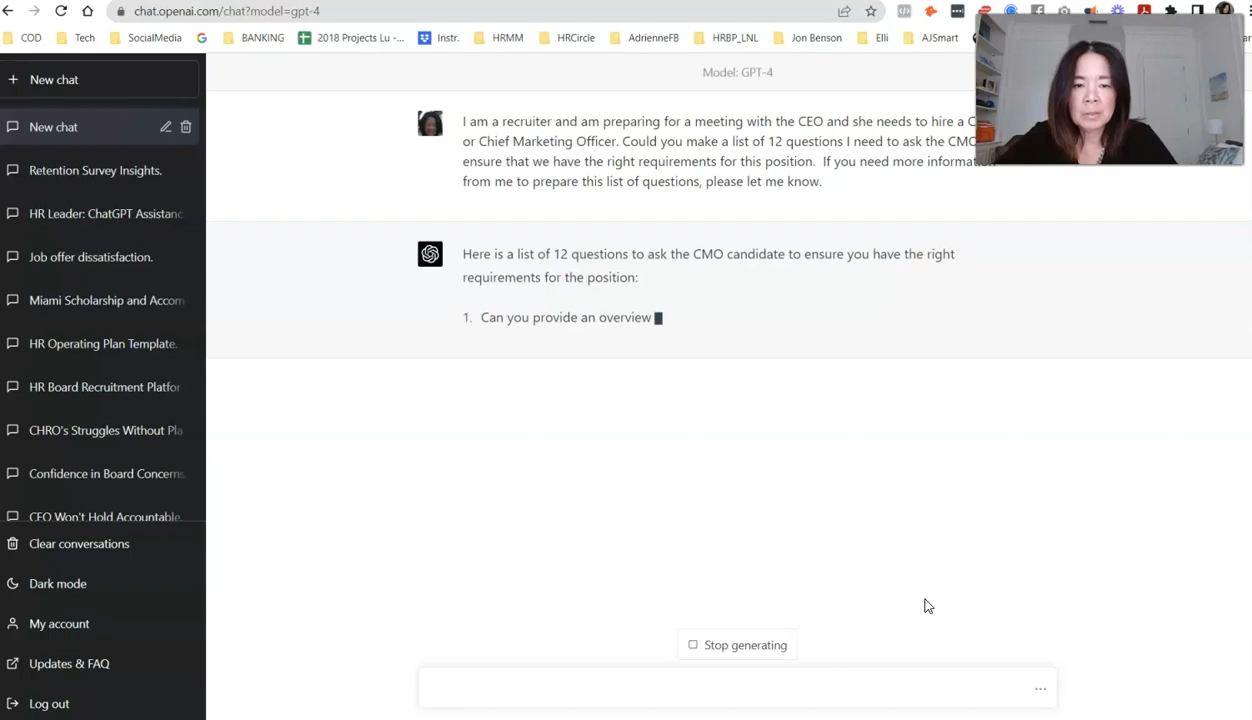 chat.openai.com/chat?model=gpt-4
COD
Tech
SocialMedia
BANKING
2018 Projects Lu -...
Instr.
HRMM
HRCircle
AdrienneFB
HRBP_LNL
Jon Benson
Elli
AJSmart
New chat
New chat
Retention Survey Insights.
HR Leader: ChatGPT Assistanc
Job offer dissatisfaction.
Miami Scholarship and Accom
HR Operating Plan Template.
HR Board Recruitment Platfor
CHRO's Struggles Without Pla
Confidence in Board Concerns.
CEO Won't Hold Accountable.
Clear conversations
Dark mode
My account
Updates & FAQ
Log out
Model: GPT-4
I am a recruiter and am preparing for a meeting with the CEO and she needs to hire a C
or Chief Marketing Officer. Could you make a list of 12 questions I need to ask the CMO
ensure that we have the right requirements for this position. If you need more informati
from me to prepare this list of questions, please let me know.
Here is a list of 12 questions to ask the CMO candidate to ensure you have the right
requirements for the position:
1. Can you provide an overview
Stop generating
...